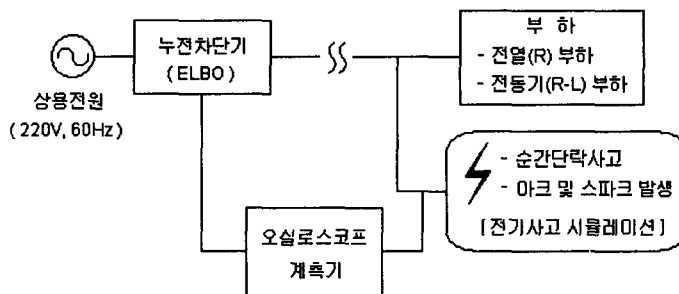 누전차단기
(ELBO)
상용전원
(220V, 60Hz)
부 하
- 전열(R) 부하
- 전동기(R-L) 부하
- 순간단락사고
- 아크 및 스파크 발생
[전기사고 시뮬레이션]
오실로스코프
계측기